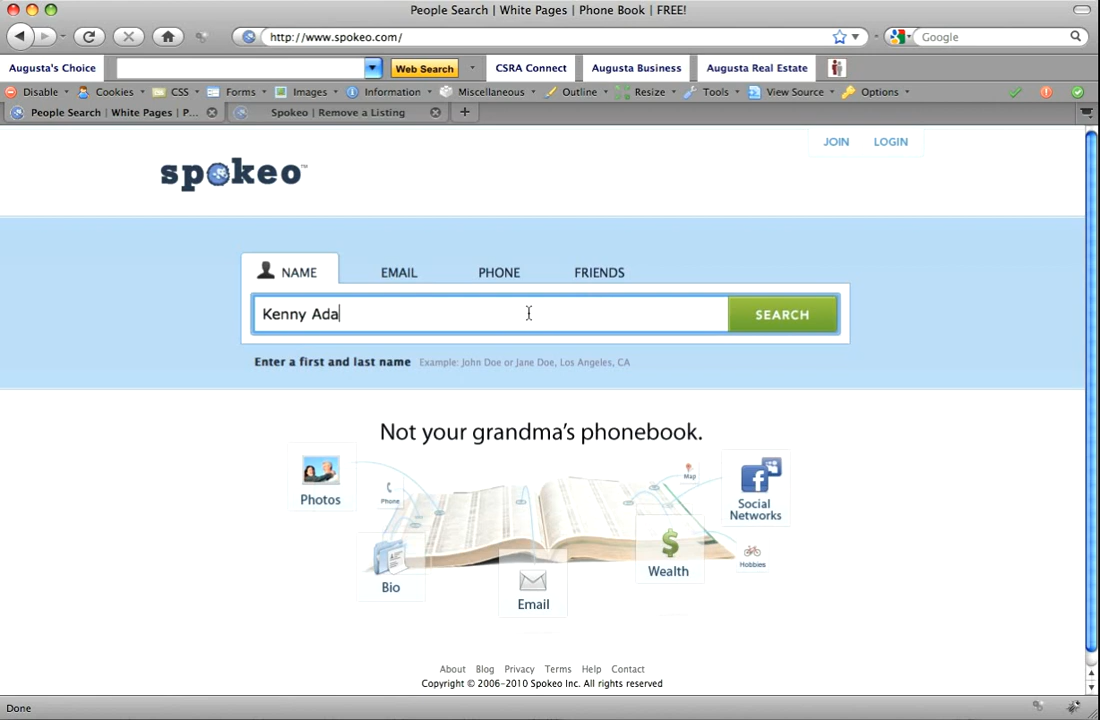 People Search | White Pages | Phone Book | FREE!
http://www.spokeo.com/
Google
Augusta's Choice
Web Search
CSRA Connect
Augusta Business
Augusta Real Estate
Disable
Cookies
CSS
Forms
Images
Information
Miscellaneous
Outline
Resize
Tools
View Source
Options
People Search | White Pages | P...
Spokeo | Remove a Listing
JOIN
LOGIN
spokeo™
NAME
EMAIL
PHONE
FRIENDS
Kenny Ada
SEARCH
Enter a first and last name Example: John Doe or Jane Doe, Los Angeles, CA
Not your grandma's phonebook.
Photos
Phone
Map
Social
Networks
Bio
Email
Wealth
Hobbies
About Blog Privacy Terms Help Contact
Copyright © 2006-2010 Spokeo Inc. All rights reserved
Done